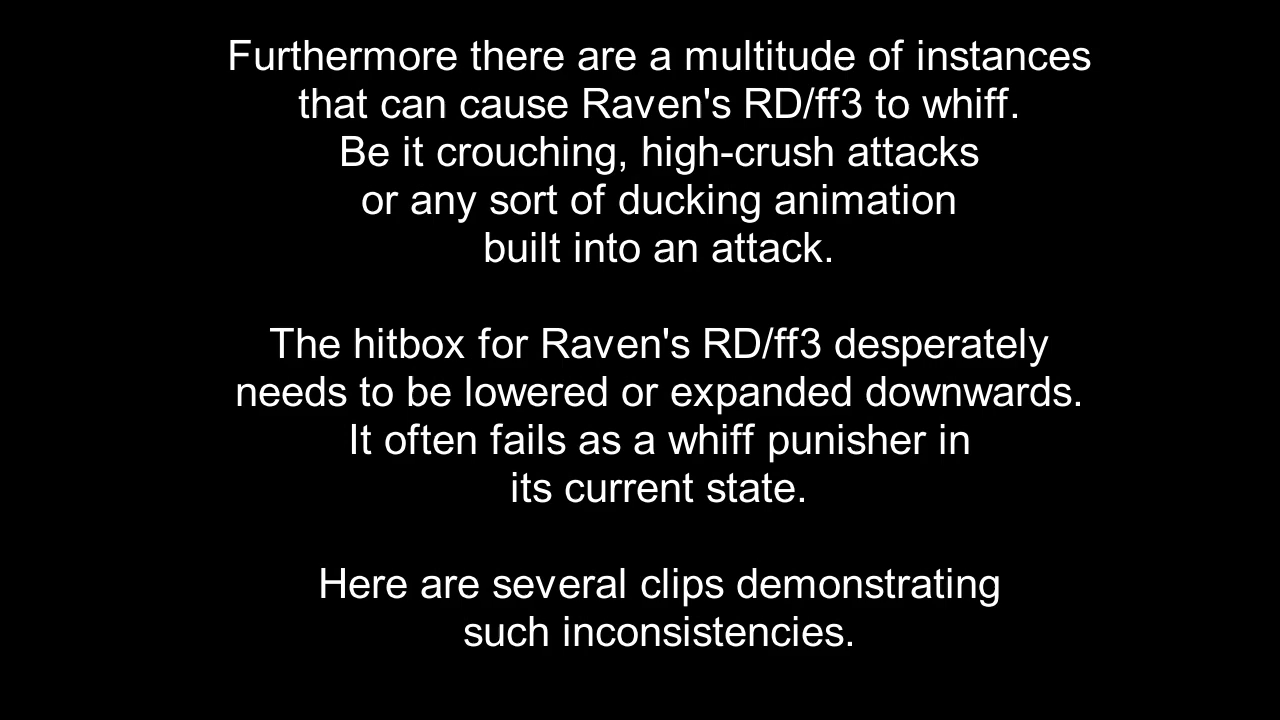 Furthermore there are a multitude of instances
that can cause Raven's RD/ff3 to whiff.
Be it crouching, high-crush attacks
or any sort of ducking animation
built into an attack.
The hitbox for Raven's RD/ff3 desperately
needs to be lowered or expanded downwards.
It often fails as a whiff punisher in
its current state.
Here are several clips demonstrating
such inconsistencies.